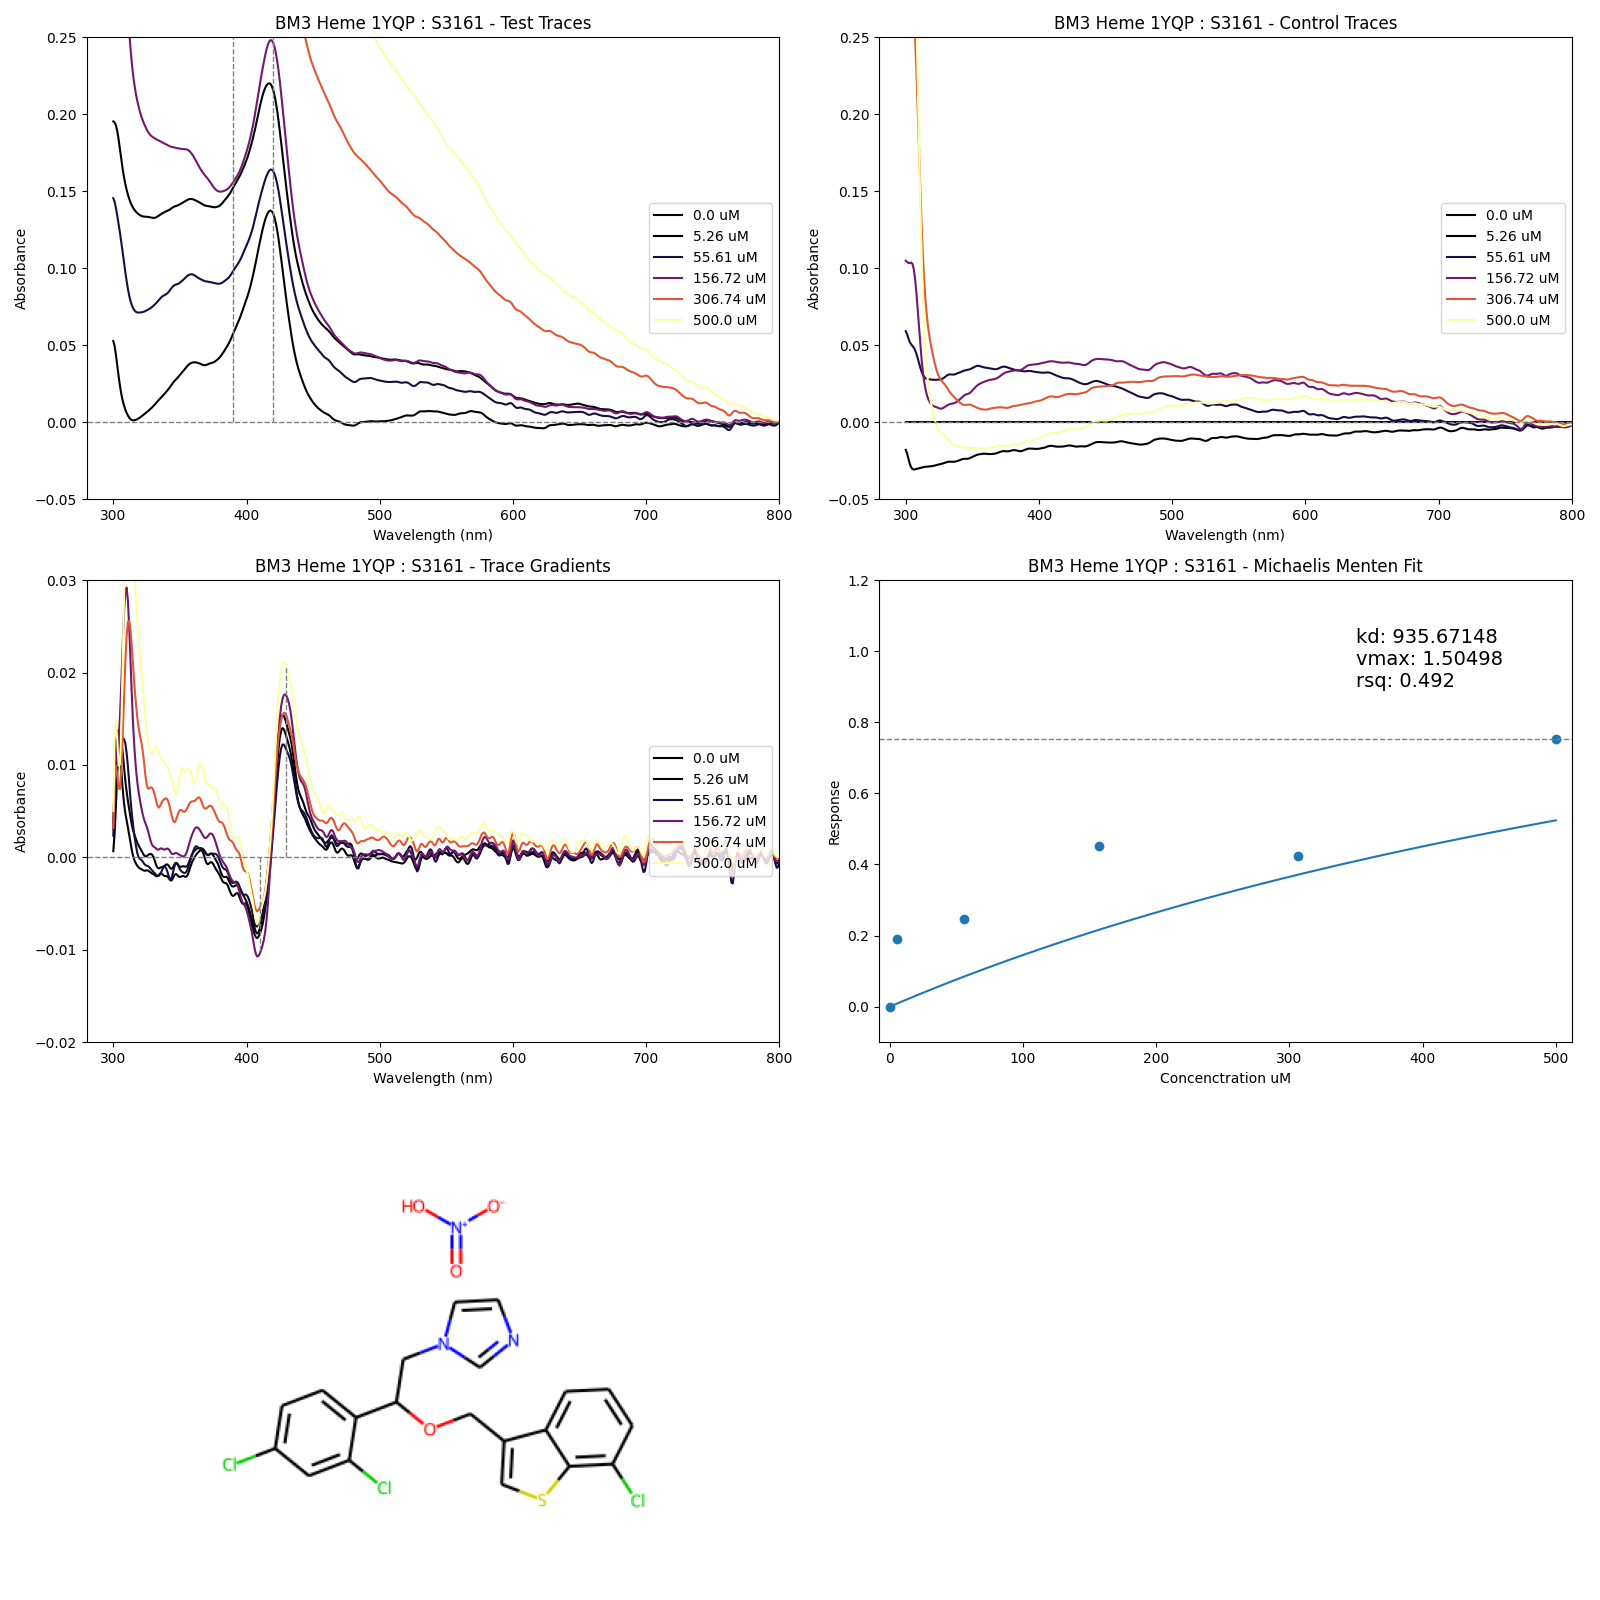 BM3 Heme 1YQP : S3161 - Test Traces
Absorbance
0.25
0.20
0.15
0.10
0.05
0.00
−0.05
300
400
500
600
700
800
Wavelength (nm)
0.0 uM
5.26 uM
55.61 uM
156.72 uM
306.74 uM
500.0 uM
BM3 Heme 1YQP : S3161 - Control Traces
Absorbance
0.25
0.20
0.15
0.10
0.05
0.00
−0.05
300
400
500
600
700
800
Wavelength (nm)
0.0 uM
5.26 uM
55.61 uM
156.72 uM
306.74 uM
500.0 uM
BM3 Heme 1YQP : S3161 - Trace Gradients
Absorbance
0.03
0.02
0.01
0.00
−0.01
−0.02
300
400
500
600
700
800
Wavelength (nm)
0.0 uM
5.26 uM
55.61 uM
156.72 uM
306.74 uM
500.0 uM
BM3 Heme 1YQP : S3161 - Michaelis Menten Fit
Response
1.2
1.0
0.8
0.6
0.4
0.2
0.0
0
100
200
300
400
500
Concenctration uM
kd: 935.67148
vmax: 1.50498
rsq: 0.492
HO
O-
N+
O
N
N
O
Cl
Cl
S
Cl